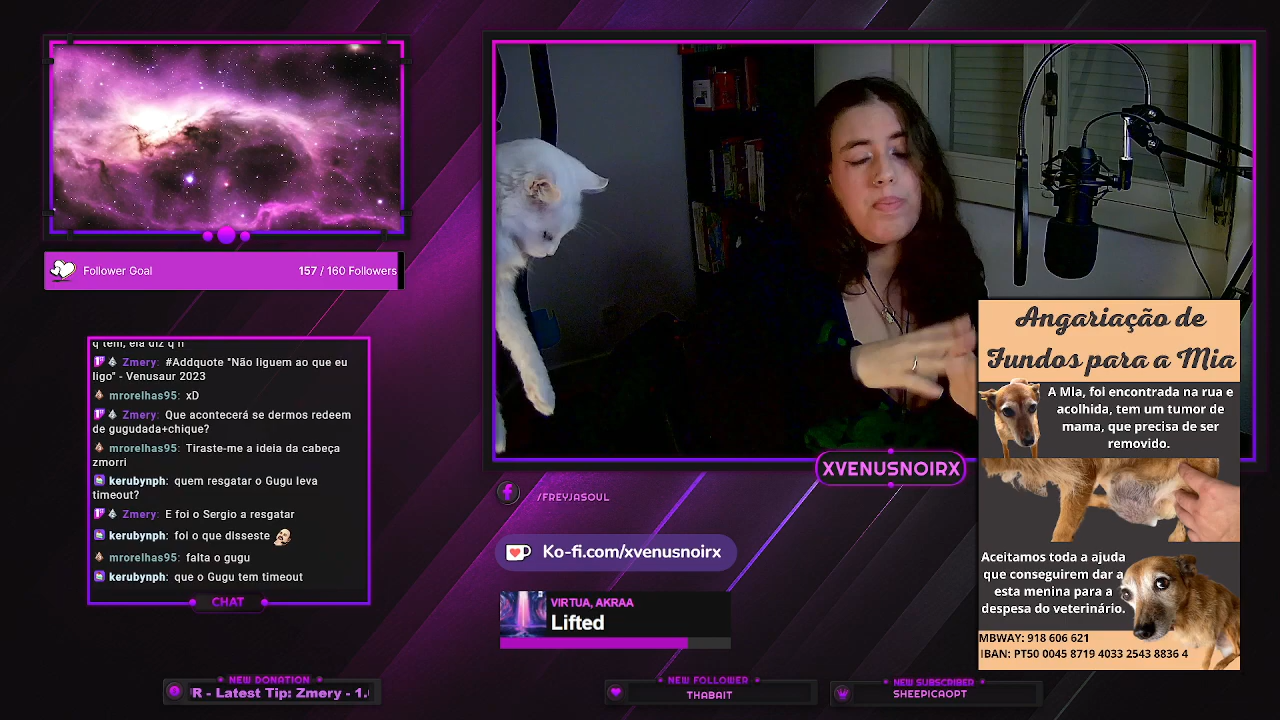 Follower Goal
157 / 160 Followers
Zmery: #Addquote "Não liguem ao que eu
ligo" - Venusaur 2023
mrorelhas95: xD
Zmery: Que acontecerá se dermos redeem
de gugudada+chique?
mrorelhas95: Tiraste-me a ideia da cabeça
zmorri
kerubynph: quem resgatar o Gugu leva
timeout?
Zmery: E foi o Sergio a resgatar
kerubynph: foi o que disseste
mrorelhas95: falta o gugu
kerubynph: que o Gugu tem timeout
CHAT
XVENUSNOIRX
/FREYJASOUL
Ko-fi.com/xvenusnoirx
VIRTUA, AKRAA
Lifted
Angariação de
Fundos para a Mia
A Mia, foi encontrada na rua e
acolhida, tem um tumor de
mama, que precisa de ser
removido.
Aceitamos toda a ajuda
que conseguirem dar a
esta menina para a
despesa do veterinário.
MBWAY: 918 606 621
IBAN: PT50 0045 8719 4033 2543 8836 4
NEW DONATION
R - Latest Tip: Zmery - 1.
NEW FOLLOWER
THABAIT
NEW SUBSCRIBER
SHEEPICAOPT